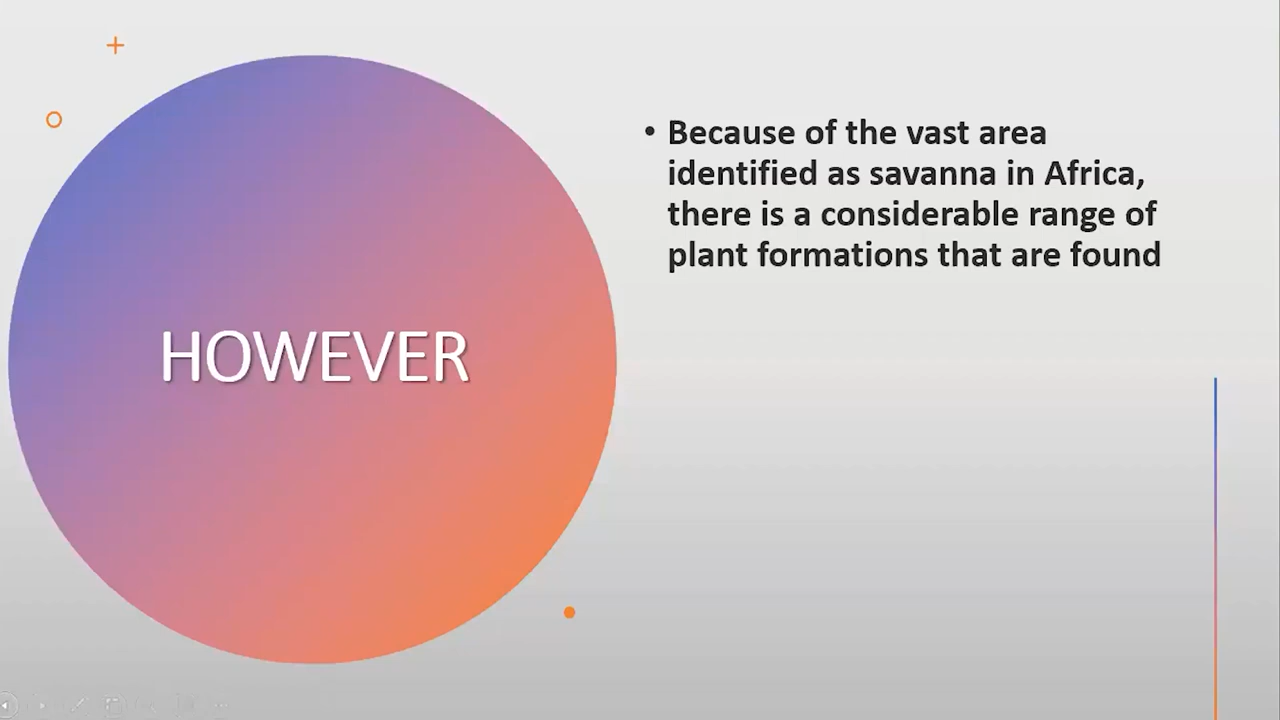 HOWEVER
• Because of the vast area
identified as savanna in Africa,
there is a considerable range of
plant formations that are found